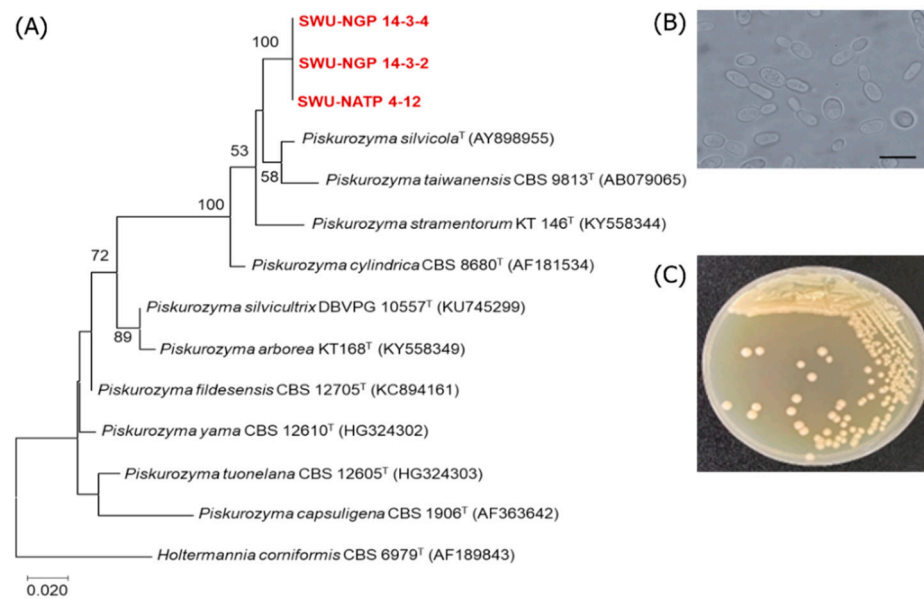 (A)
SWU-NGP 14-3-4
100
SWU-NGP 14-3-2
SWU-NATP 4-12
Piskurozyma silvicolaᵀ (AY898955)
53
58
Piskurozyma taiwanensis CBS 9813ᵀ (AB079065)
100
Piskurozyma stramentorum KT 146ᵀ (KY558344)
Piskurozyma cylindrica CBS 8680ᵀ (AF181534)
72
Piskurozyma silvicultrix DBVPG 10557ᵀ (KU745299)
89
Piskurozyma arborea KT168ᵀ (KY558349)
Piskurozyma fildesensis CBS 12705ᵀ (KC894161)
Piskurozyma yama CBS 12610ᵀ (HG324302)
Piskurozyma tuonelana CBS 12605ᵀ (HG324303)
Piskurozyma capsuligena CBS 1906ᵀ (AF363642)
Holtermannia corniformis CBS 6979ᵀ (AF189843)
0.020
(B)
(C)